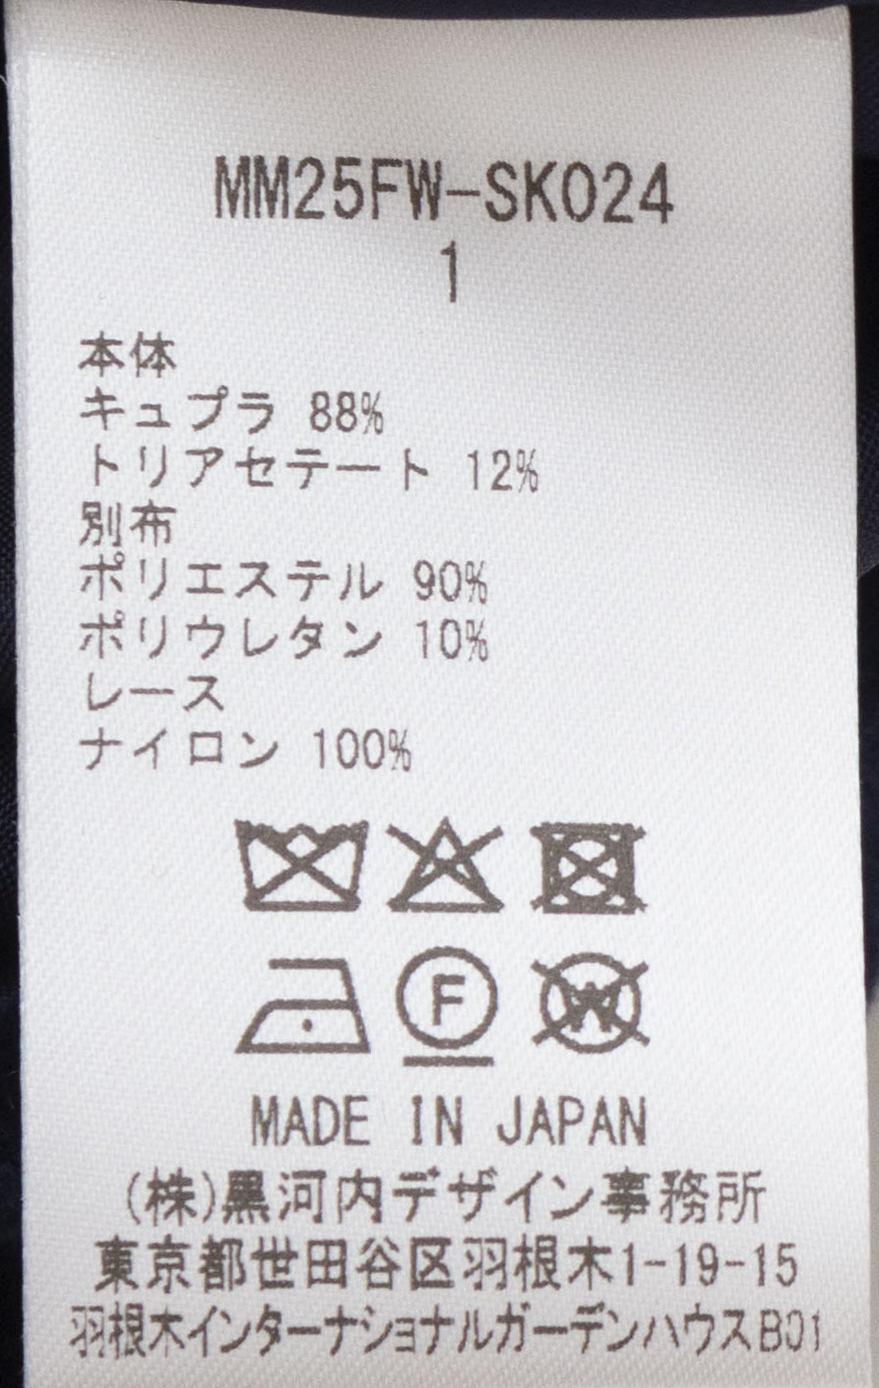 MM25FW-SK024
1
本体
キュプラ 88%
トリアセテート 12%
別布
ポリエステル 90%
ポリウレタン 10%
レース
ナイロン 100%
F W
MADE IN JAPAN
(株)黒河内デザイン事務所
東京都世田谷区羽根木1-19-15
羽根木インターナショナルガーデンハウスB01